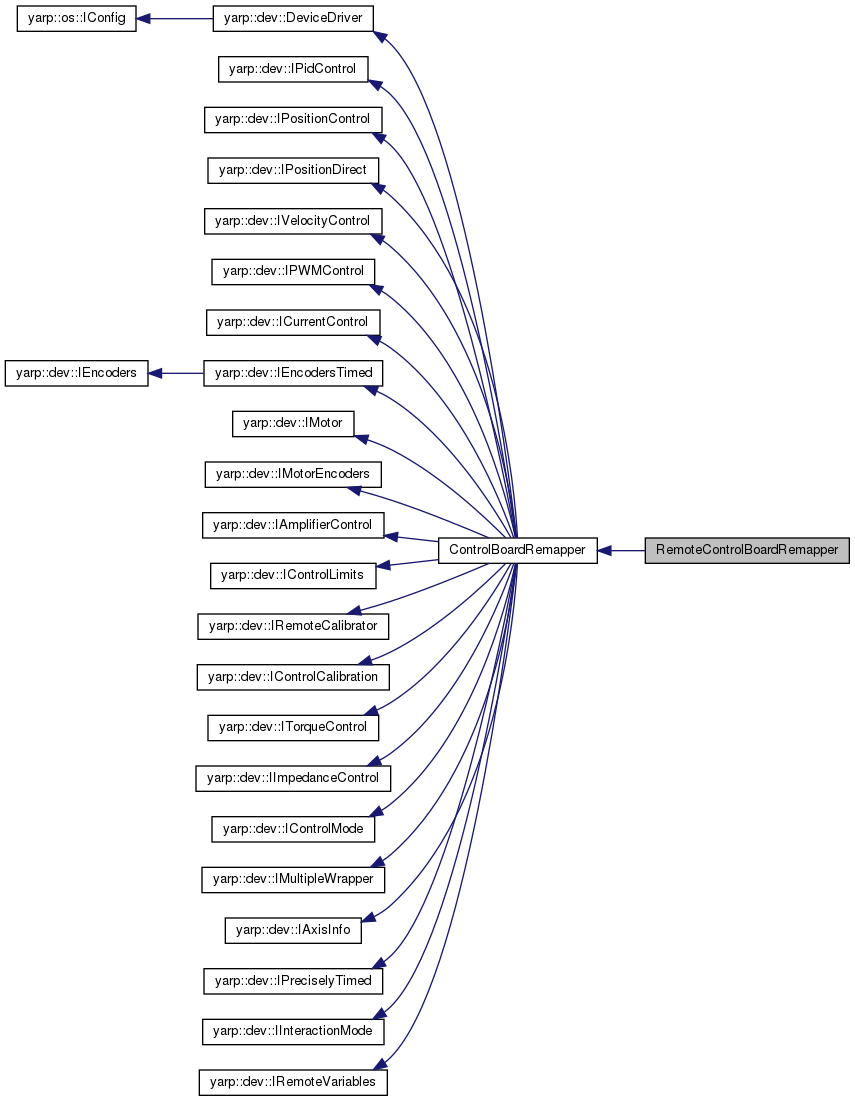 yarp::os::IConfig
yarp::dev::DeviceDriver
yarp::dev::IPidControl
yarp::dev::IPositionControl
yarp::dev::IPositionDirect
yarp::dev::IVelocityControl
yarp::dev::IPWMControl
yarp::dev::ICurrentControl
yarp::dev::IEncoders
yarp::dev::IEncodersTimed
yarp::dev::IMotor
yarp::dev::IMotorEncoders
yarp::dev::IAmplifierControl
ControlBoardRemapper
RemoteControlBoardRemapper
yarp::dev::IControlLimits
yarp::dev::IRemoteCalibrator
yarp::dev::IControlCalibration
yarp::dev::ITorqueControl
yarp::dev::IImpedanceControl
yarp::dev::IControlMode
yarp::dev::IMultipleWrapper
yarp::dev::IAxisInfo
yarp::dev::IPreciselyTimed
yarp::dev::IInteractionMode
yarp::dev::IRemoteVariables